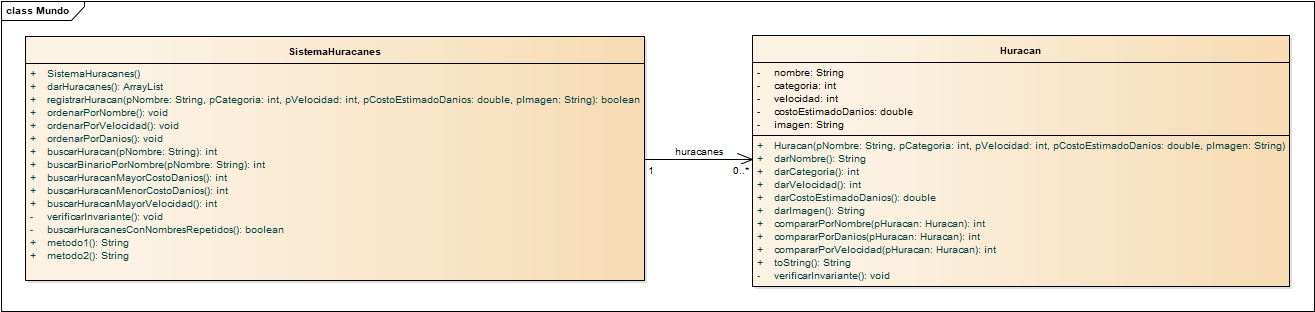 class Mundo
SistemaHuracanes
+ SistemaHuracanes()
+ darHuracanes(): ArrayList
+ registrarHuracan(pNombre: String, pCategoria: int, pVelocidad: int, pCostoEstimadoDanios: double, pImagen: String): boolean
+ ordenarPorNombre(): void
+ ordenarPorVelocidad(): void
+ ordenarPorDanios(): void
+ buscarHuracan(pNombre: String): int
+ buscarBinarioPorNombre(pNombre: String): int
+ buscarHuracanMayorCostoDanios(): int
+ buscarHuracanMenorCostoDanios(): int
+ buscarHuracanMayorVelocidad(): int
- verificarInvariante(): void
- buscarHuracanesConNombresRepetidos(): boolean
+ metodo1(): String
+ metodo2(): String
huracanes
1
0..*
Huracan
- nombre: String
- categoria: int
- velocidad: int
- costoEstimadoDanios: double
- imagen: String
+ Huracan(pNombre: String, pCategoria: int, pVelocidad: int, pCostoEstimadoDanios: double, pImagen: String)
+ darNombre(): String
+ darCategoria(): int
+ darVelocidad(): int
+ darCostoEstimadoDanios(): double
+ darImagen(): String
+ compararPorNombre(pHuracan: Huracan): int
+ compararPorDanios(pHuracan: Huracan): int
+ compararPorVelocidad(pHuracan: Huracan): int
+ toString(): String
- verificarInvariante(): void